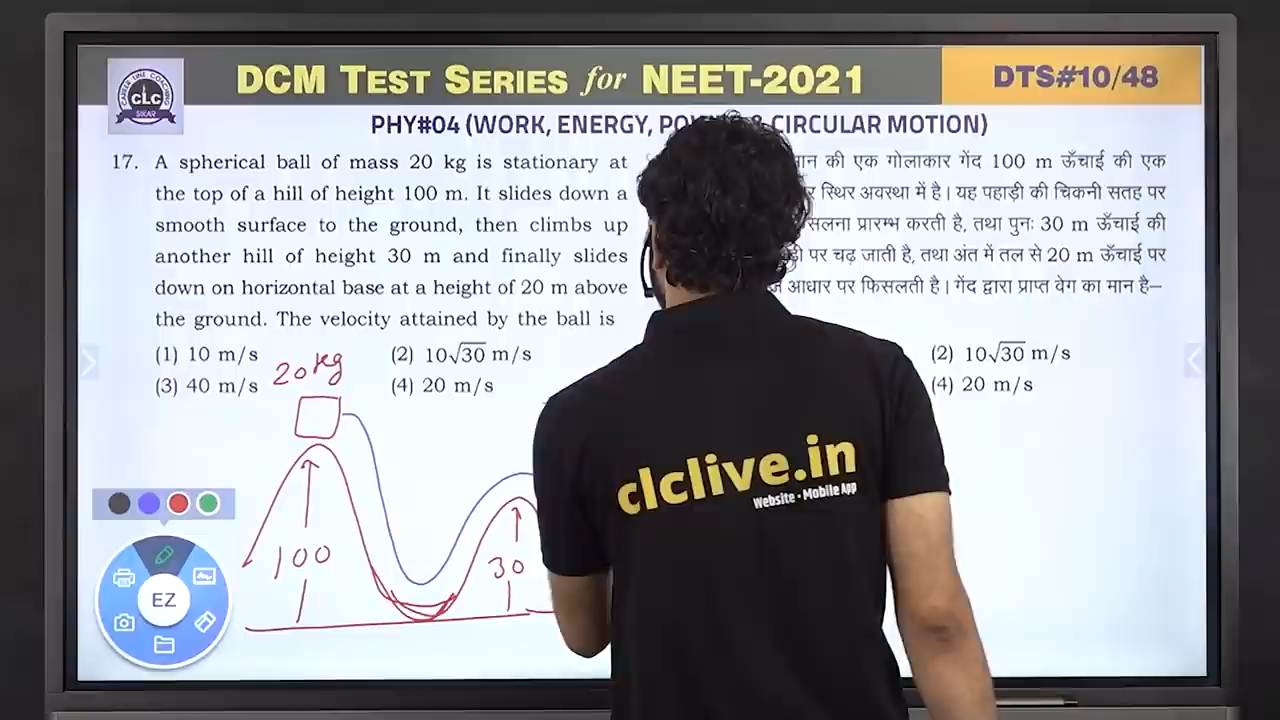 DCM TEST SERIES for NEET-2021
DTS#10/48
CAREER LINE COACHING
CLC
SIKAR
PHY#04 (WORK, ENERGY, & CIRCULAR MOTION)
17. A spherical ball of mass 20 kg is stationary at
the top of a hill of height 100 m. It slides down a
smooth surface to the ground, then climbs up
another hill of height 30 m and finally slides
down on horizontal base at a height of 20 m above
the ground. The velocity attained by the ball is
(1) 10 m/s (2) 10√30 m/s
(3) 40 m/s (4) 20 m/s
की एक गोलाकार गेंद 100 m ऊँचाई की एक
स्थिर अवस्था में है। यह पहाड़ी की चिकनी सतह पर
प्रारम्भ करती है, तथा पुनः 30 m ऊँचाई की
पर चढ़ जाती है, तथा अंत में तल से 20 m ऊँचाई पर
आधार पर फिसलती है। गेंद द्वारा प्राप्त वेग का मान है–
(2) 10√30 m/s
(4) 20 m/s
20 kg
100
30
EZ
clclive.in
Website • Mobile App